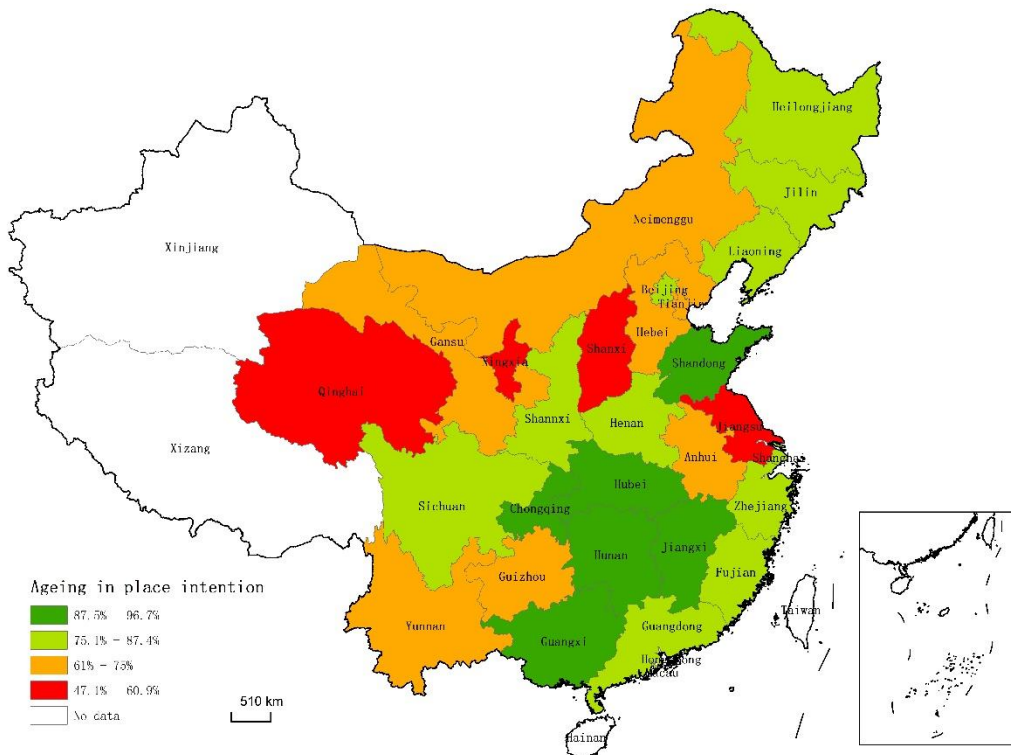 Heilongjiang
Jilin
Neimenggu
Liaoning
Xinjiang
Beijing
Tianjin
Hebei
Gansu
Ningxia
Shanxi
Shandong
Qinghai
Shannxi
Henan
Jiangsu
Xizang
Anhui
Shanghai
Hubei
Sichuan
Chongqing
Zhejiang
Hunan
Jiangxi
Guizhou
Fujian
Taiwan
Yunnan
Guangdong
Guangxi
Hong Kong
Macau
Hainan
Ageing in place intention
87.5% 96.7%
75.1% - 87.4%
61% - 75%
47.1% 60.9%
No data
510 km